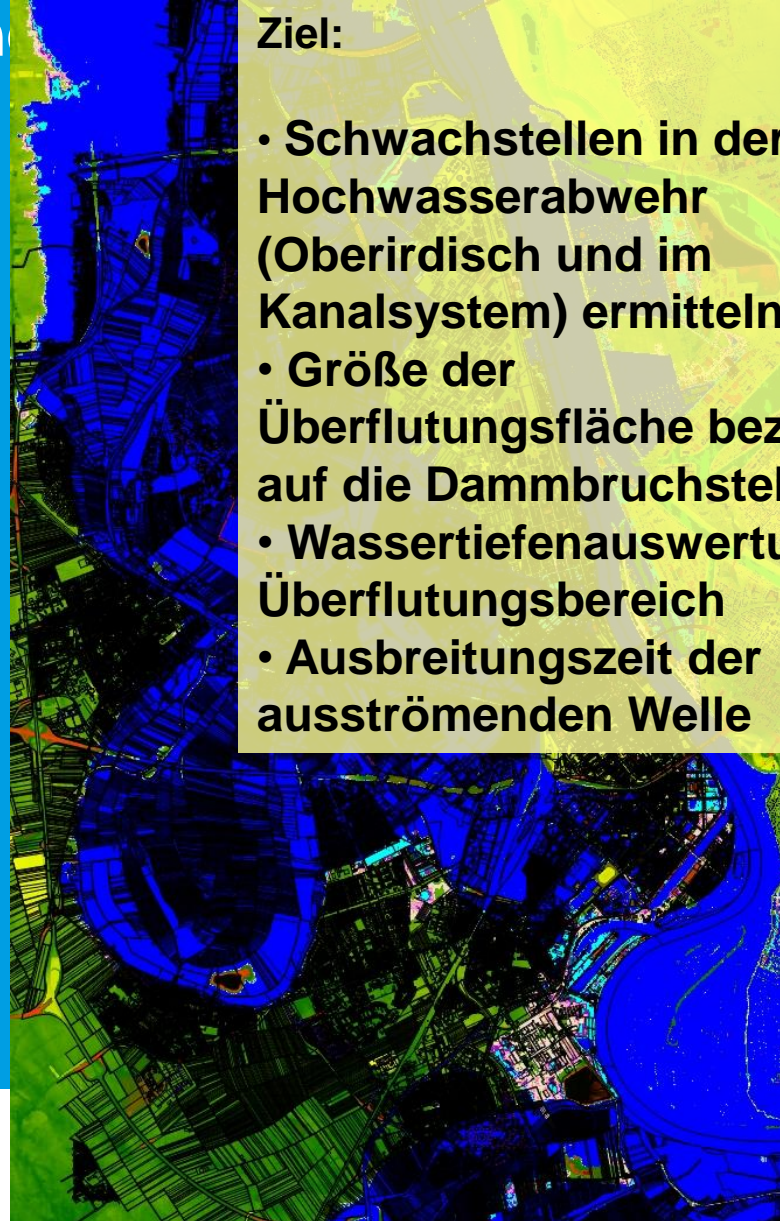 Ziel:
• Schwachstellen in der
Hochwasserabwehr
(Oberirdisch und im
Kanalsystem) ermitteln
• Größe der
Überflutungsfläche bez
auf die Dammbruchstel
• Wassertiefenauswertu
Überflutungsbereich
• Ausbreitungszeit der
ausströmenden Welle